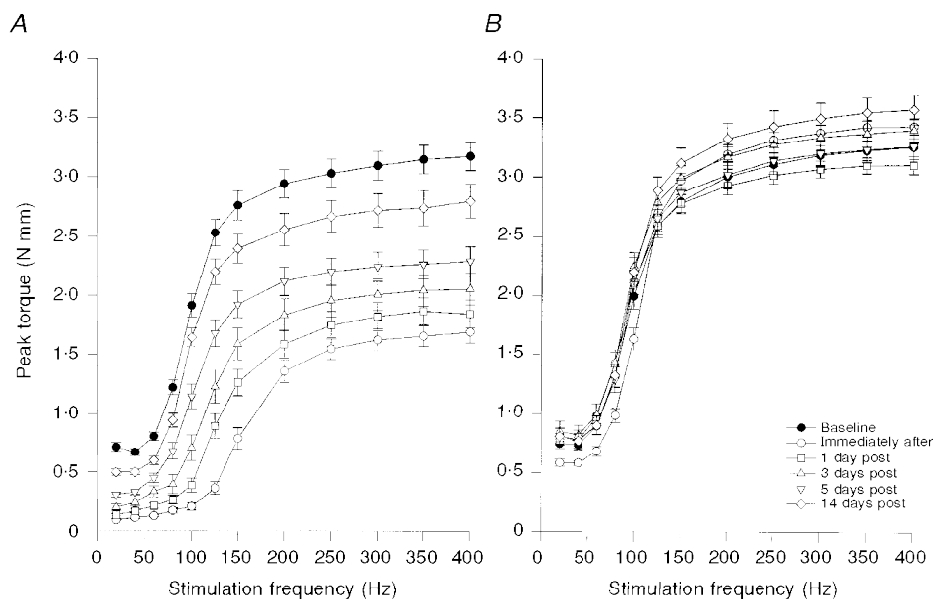 A
B
4·0
3·5
3·0
2·5
2·0
1·5
1·0
0·5
0
Peak torque (N mm)
0 50 100 150 200 250 300 350 400
Stimulation frequency (Hz)
4·0
3·5
3·0
2·5
2·0
1·5
1·0
0·5
0
Baseline
Immediately after
1 day post
3 days post
5 days post
14 days post
0 50 100 150 200 250 300 350 400
Stimulation frequency (Hz)